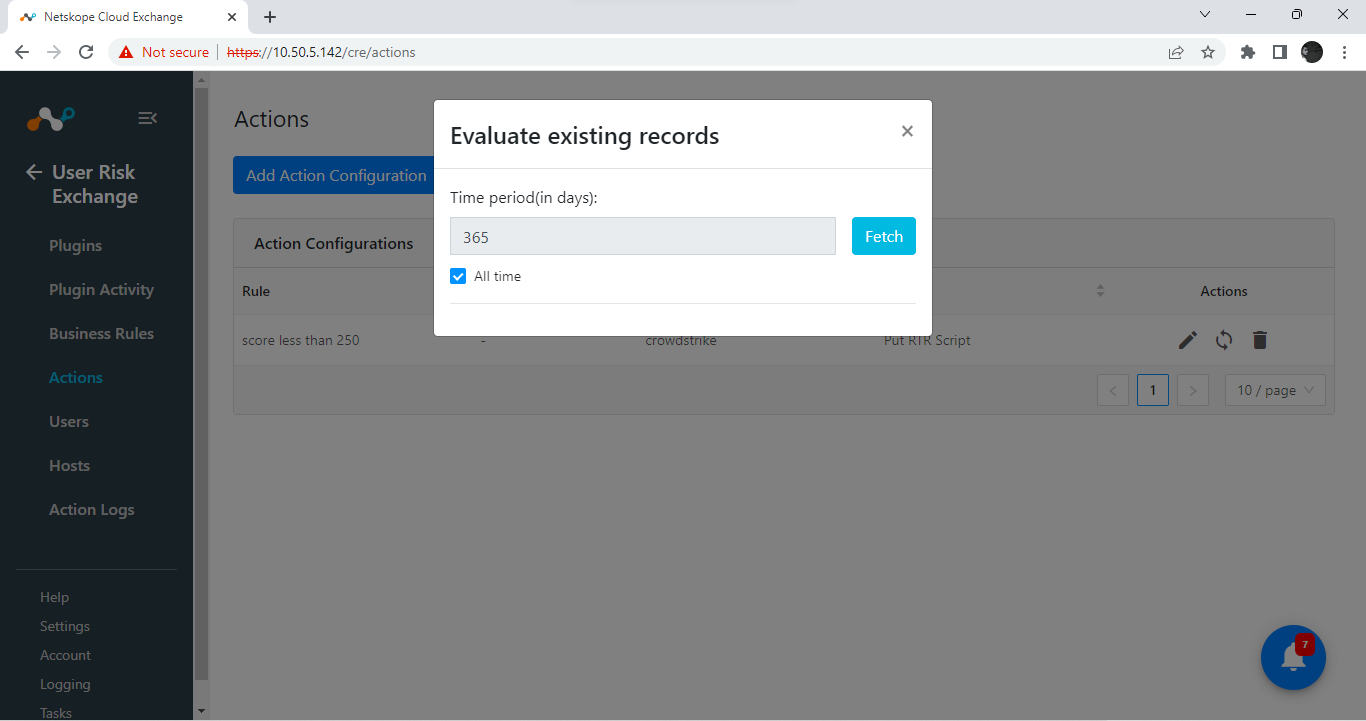 Netskope Cloud Exchange
Not secure
https://10.50.5.142/cre/actions
User Risk
Exchange
Plugins
Plugin Activity
Business Rules
Actions
Users
Hosts
Action Logs
Help
Settings
Account
Logging
Tasks
Actions
Add Action Configuration
Evaluate existing records
Time period(in days):
365
Fetch
All time
Action Configurations
Rule
Actions
score less than 250
-
crowdstrike
Put RTR Script
1
10 / page
7